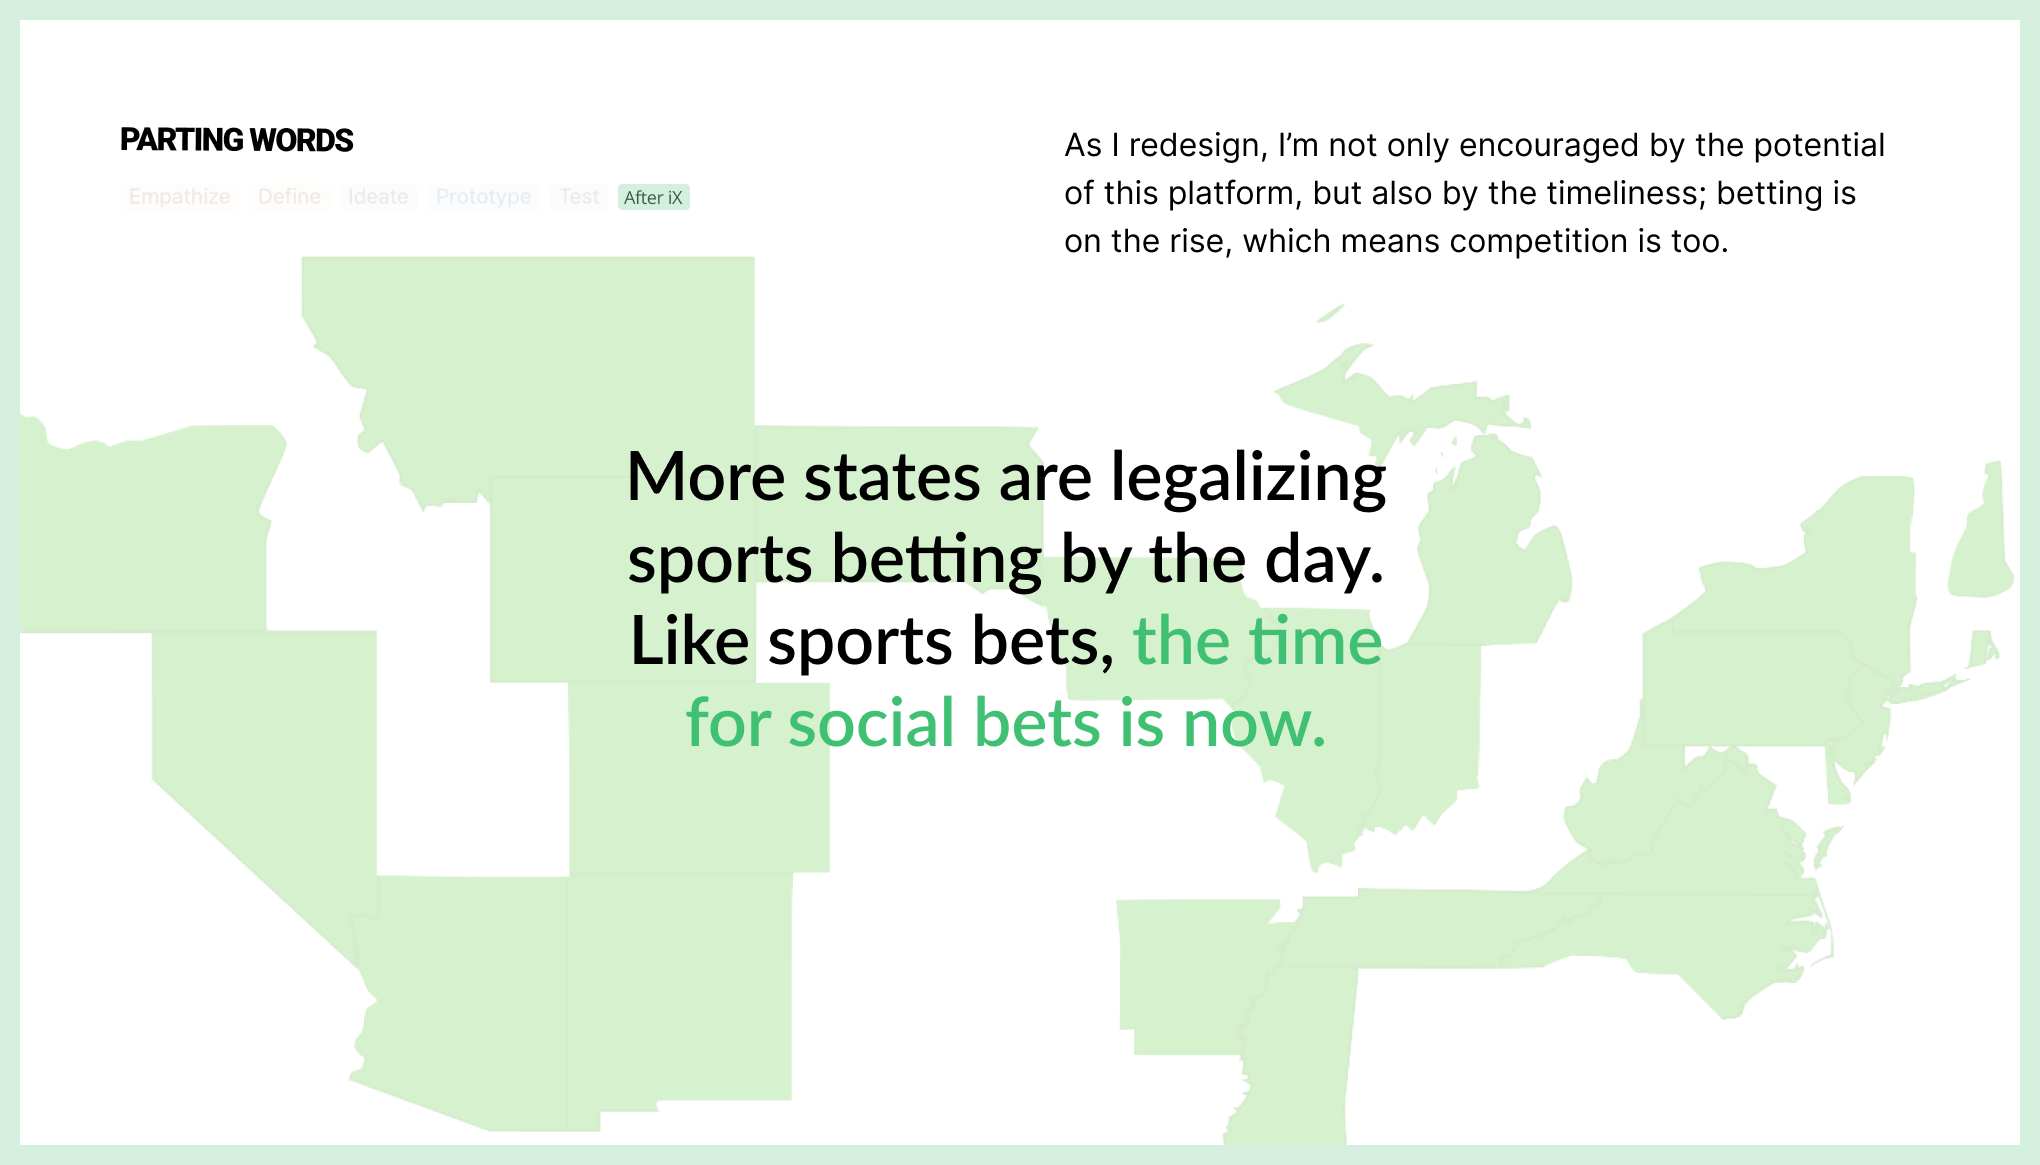 PARTING WORDS
Empathize Define Ideate Prototype Test After iX
As I redesign, I’m not only encouraged by the potential
of this platform, but also by the timeliness; betting is
on the rise, which means competition is too.
More states are legalizing
sports betting by the day.
Like sports bets, the time
for social bets is now.